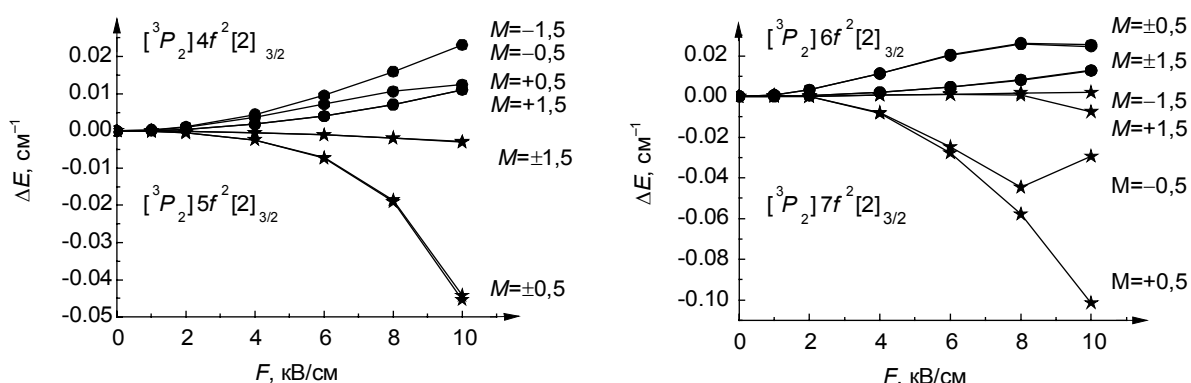 [³P₂]4f²[2]₃/₂
M=−1,5
M=−0,5
M=+0,5
M=+1,5
M=±1,5
[³P₂]5f²[2]₃/₂
M=±0,5
0.02
0.01
0.00
-0.01
-0.02
-0.03
-0.04
-0.05
ΔE, см⁻¹
0 2 4 6 8 10
F, кВ/см
[³P₂]6f²[2]₃/₂
M=±0,5
M=±1,5
M=−1,5
M=+1,5
M=−0,5
[³P₂]7f²[2]₃/₂
M=+0,5
0.02
0.00
-0.02
-0.04
-0.06
-0.08
-0.10
ΔE, см⁻¹
0 2 4 6 8 10
F, кВ/см